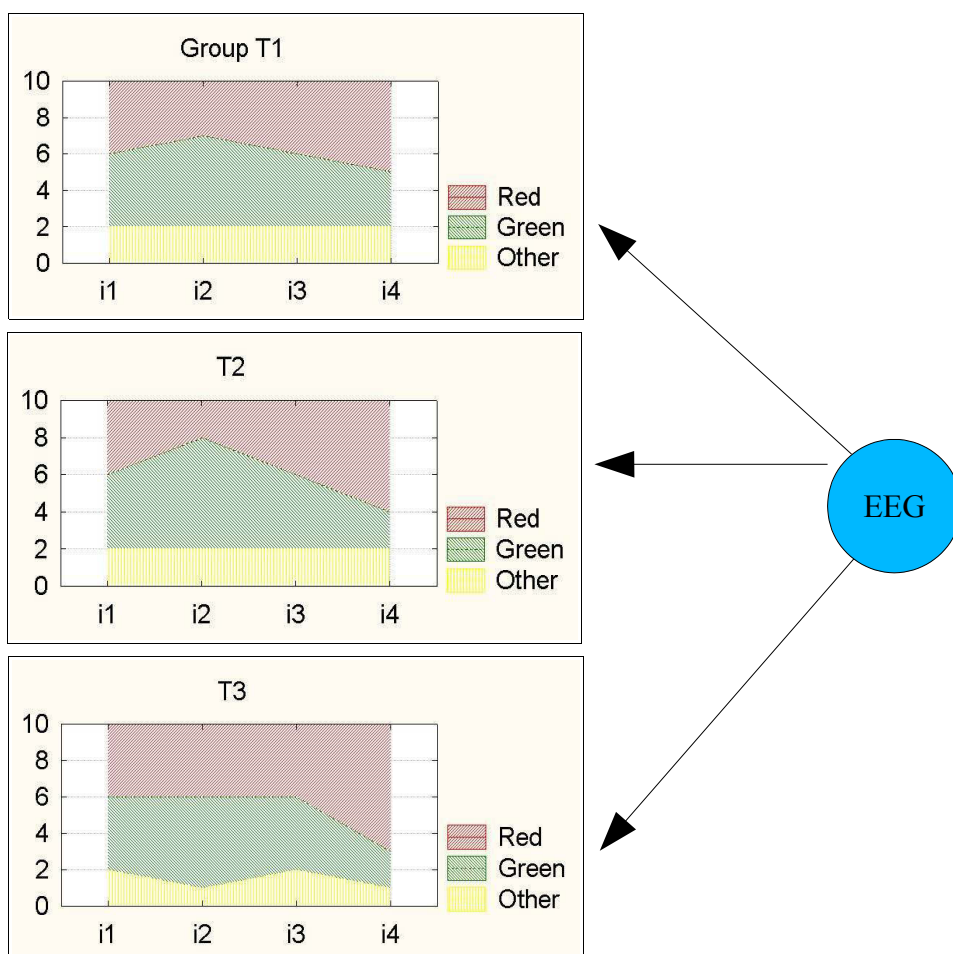 Group T1
10
8
6
4
2
0
i1 i2 i3 i4
Red
Green
Other
T2
10
8
6
4
2
0
i1 i2 i3 i4
Red
Green
Other
T3
10
8
6
4
2
0
i1 i2 i3 i4
Red
Green
Other
EEG